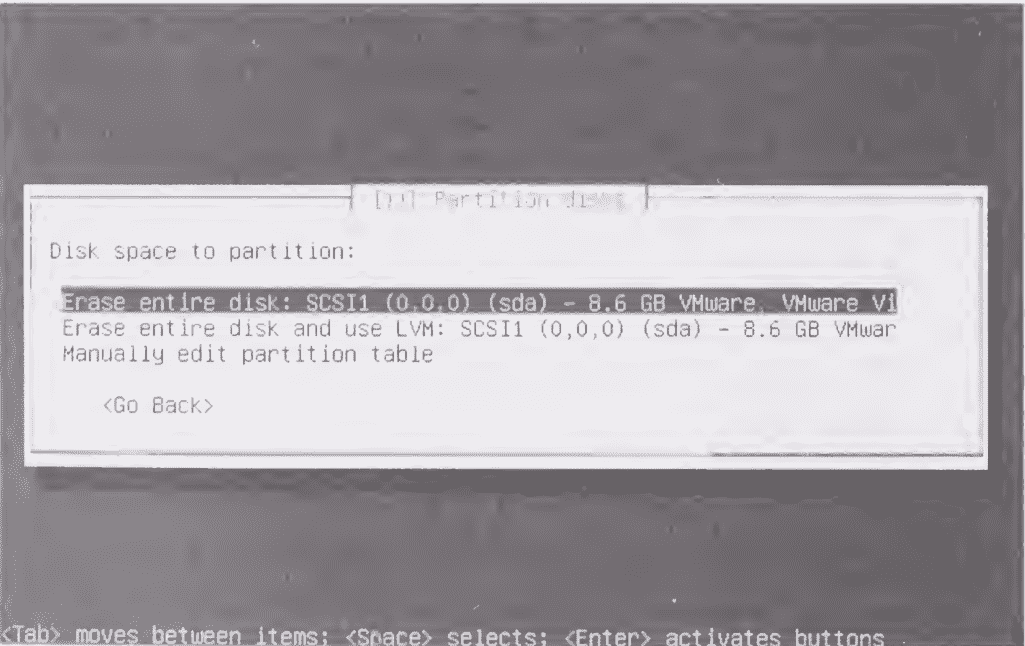 [!!] Partition disks
Disk space to partition:
Erase entire disk: SCSI1 (0,0,0) (sda) - 8.6 GB VMware, VMware Vi
Erase entire disk and use LVM: SCSI1 (0,0,0) (sda) - 8.6 GB VMwar
Manually edit partition table
<Go Back>
<Tab> moves between items; <Space> selects; <Enter> activates buttons